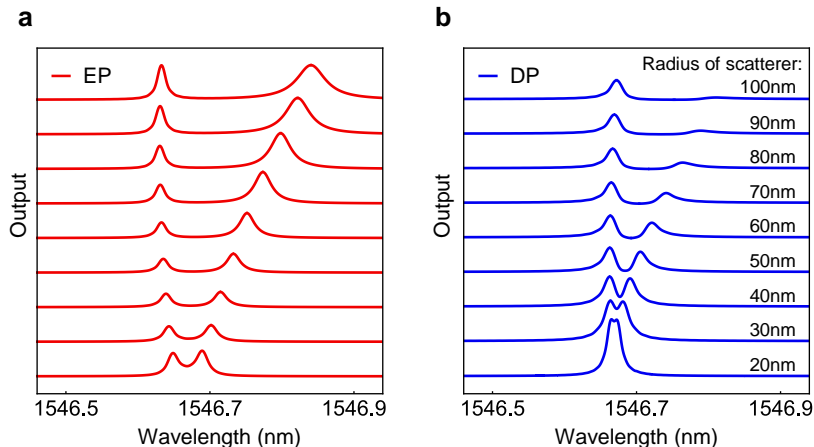 a
EP
Output
1546.5 1546.7 1546.9
Wavelength (nm)
b
DP
Radius of scatterer:
100nm
90nm
80nm
70nm
60nm
50nm
40nm
30nm
20nm
Output
1546.5 1546.7 1546.9
Wavelength (nm)